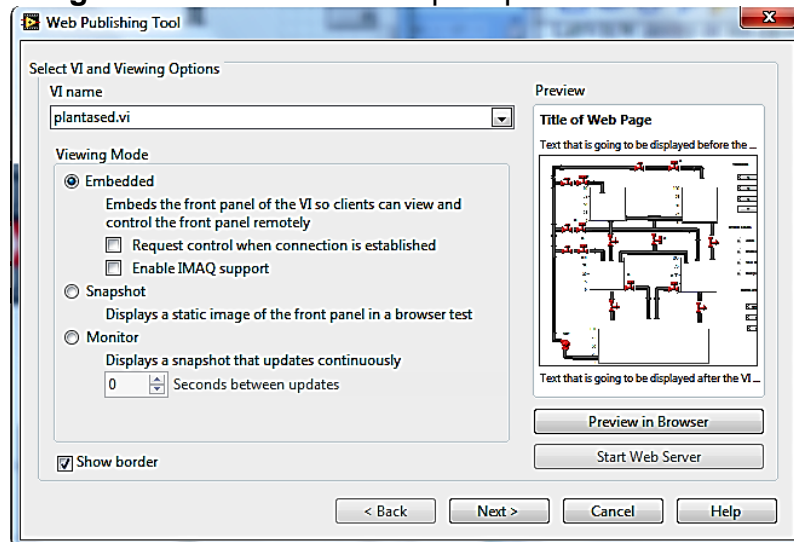 Web Publishing Tool
Select VI and Viewing Options
VI name
plantased.vi
Viewing Mode
Embedded
Embeds the front panel of the VI so clients can view and
control the front panel remotely
Request control when connection is established
Enable IMAQ support
Snapshot
Displays a static image of the front panel in a browser test
Monitor
Displays a snapshot that updates continuously
0 Seconds between updates
Show border
Preview
Title of Web Page
Text that is going to be displayed before the ...
Text that is going to be displayed after the VI ...
Preview in Browser
Start Web Server
< Back
Next >
Cancel
Help